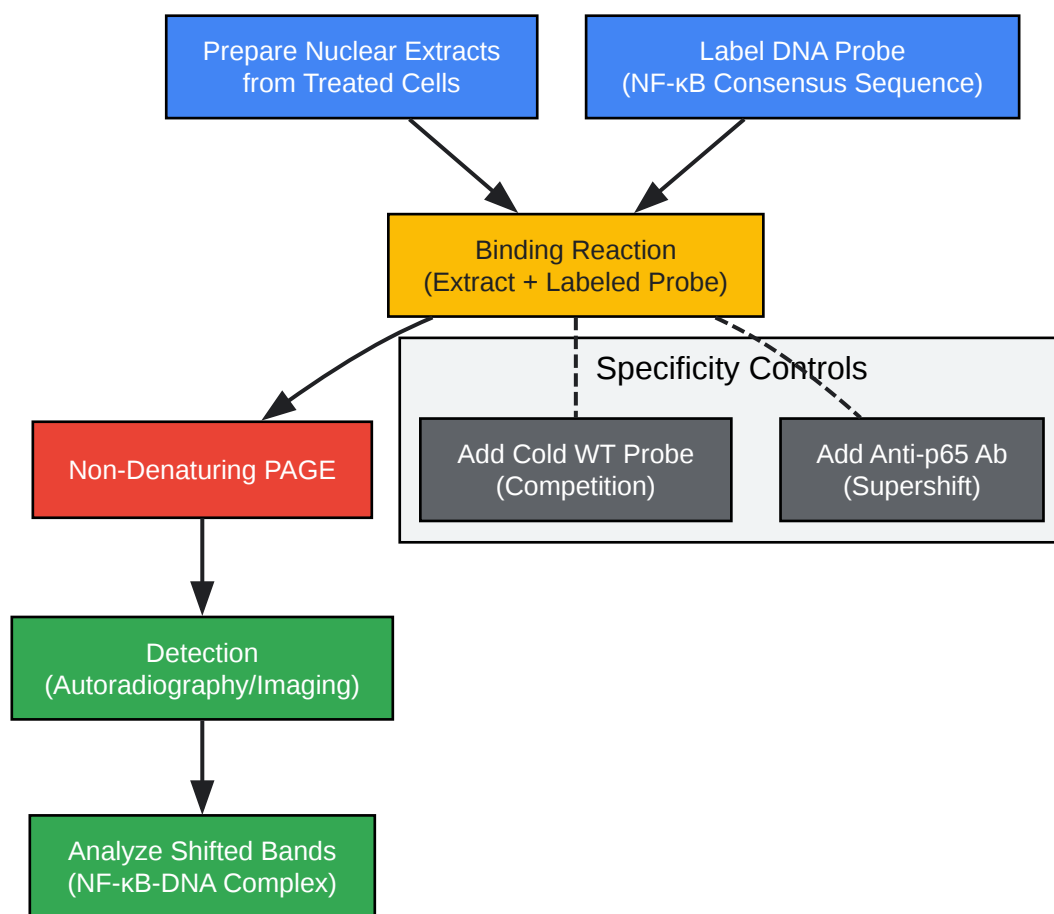 Prepare Nuclear Extracts
from Treated Cells
Label DNA Probe
(NF-κB Consensus Sequence)
Binding Reaction
(Extract + Labeled Probe)
Specificity Controls
Non-Denaturing PAGE
Add Cold WT Probe
(Competition)
Add Anti-p65 Ab
(Supershift)
Detection
(Autoradiography/Imaging)
Analyze Shifted Bands
(NF-κB-DNA Complex)